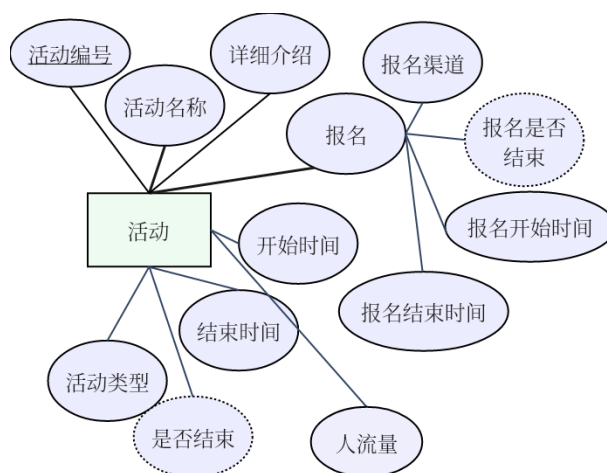 活动编号
详细介绍
报名渠道
活动名称
报名
报名是否
结束
活动
开始时间
报名开始时间
结束时间
报名结束时间
活动类型
是否结束
人流量